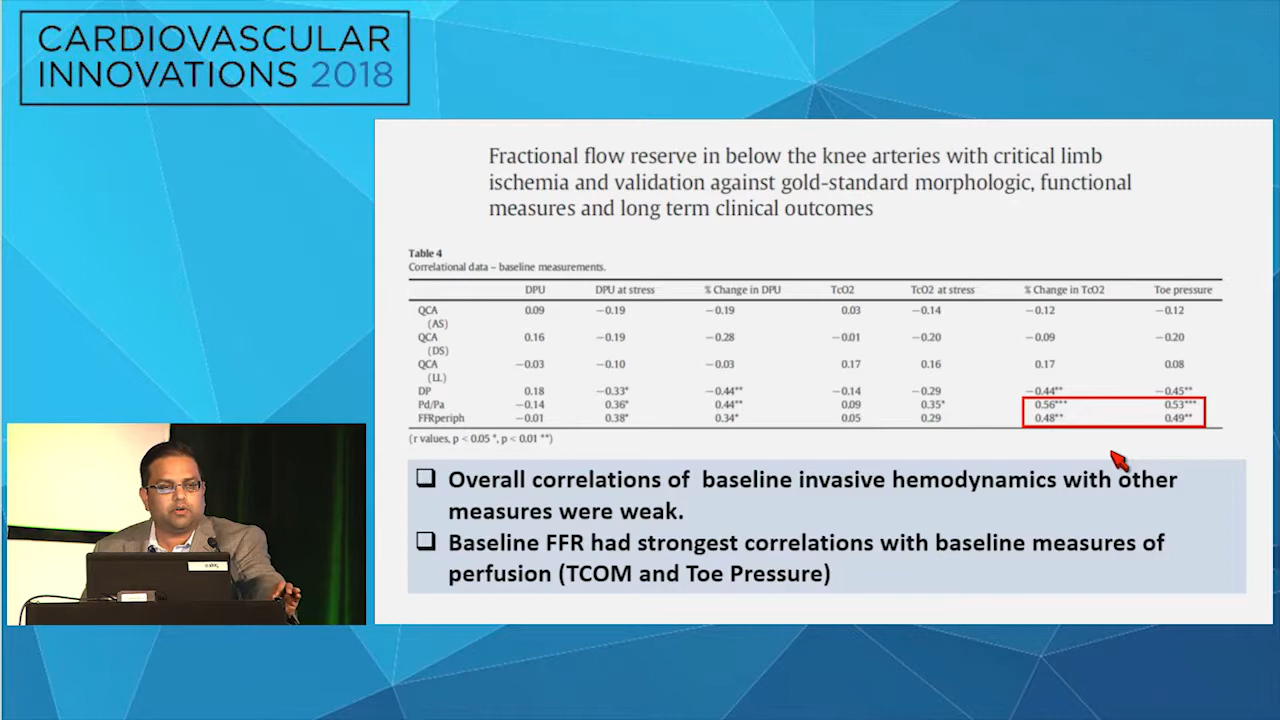 CARDIOVASCULAR
INNOVATIONS 2018
Fractional flow reserve in below the knee arteries with critical limb
ischemia and validation against gold-standard morphologic, functional
measures and long term clinical outcomes
Table 4
Correlational data – baseline measurements.
DPU DPU at stress % Change in DPU TcO2 TcO2 at stress % Change in TcO2 Toe pressure
QCA 0.09 −0.19 −0.19 0.03 −0.14 −0.12 −0.12
(AS)
QCA 0.16 −0.19 −0.28 −0.01 −0.20 −0.09 −0.20
(DS)
QCA −0.03 −0.10 −0.03 0.17 0.16 0.17 0.08
(LL)
DP 0.18 −0.33* −0.44** −0.14 −0.29 −0.44** −0.45**
Pd/Pa −0.14 0.36* 0.44** 0.09 0.35* 0.56*** 0.53***
FFRperiph −0.01 0.38* 0.34* 0.05 0.29 0.48** 0.49**
(r values, p < 0.05 *, p < 0.01 **)
Overall correlations of baseline invasive hemodynamics with other
measures were weak.
Baseline FFR had strongest correlations with baseline measures of
perfusion (TCOM and Toe Pressure)